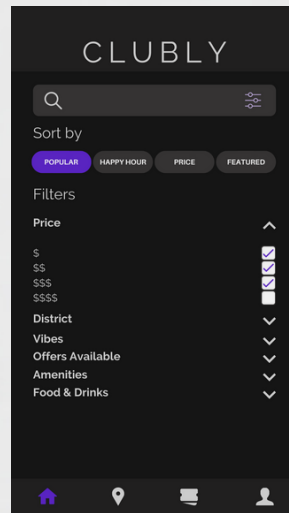 CLUBLY
Sort by
POPULAR HAPPY HOUR PRICE FEATURED
Filters
Price
$
$$
$$$
$$$$
District
Vibes
Offers Available
Amenities
Food & Drinks